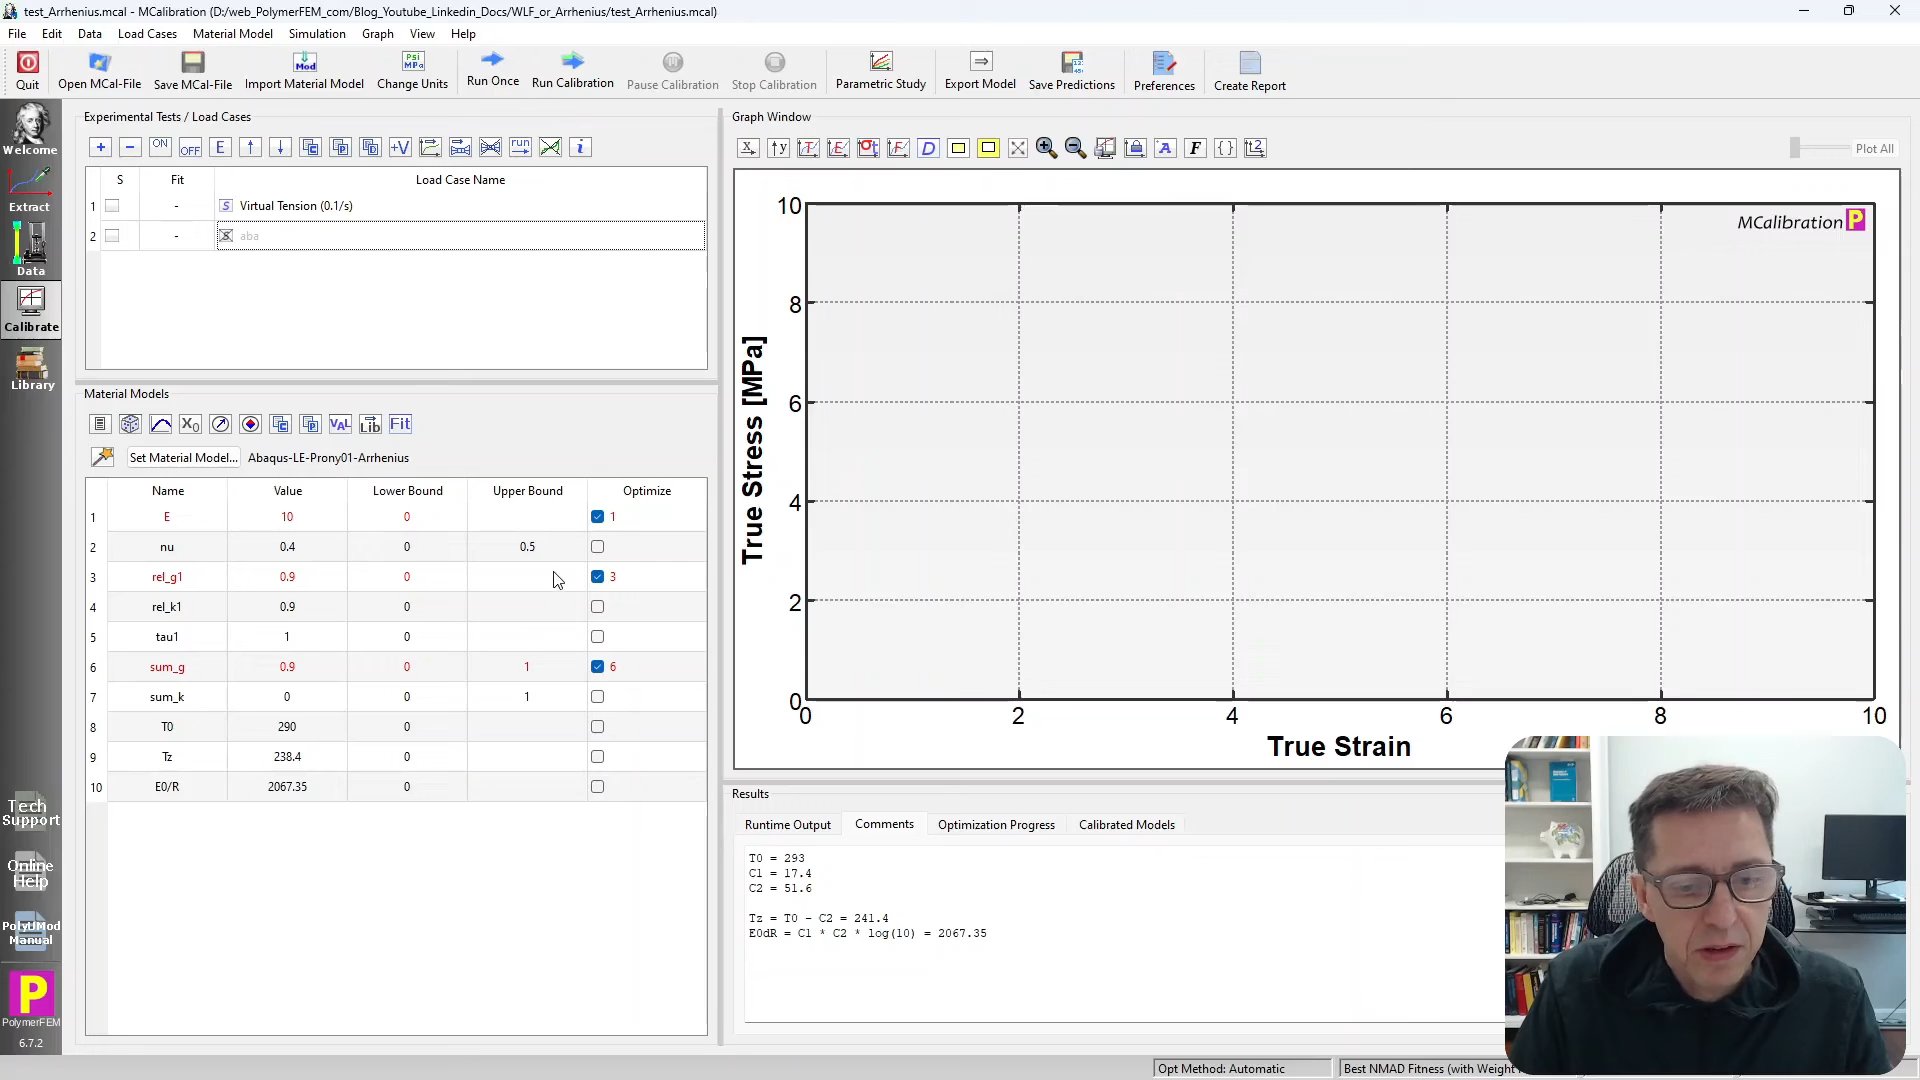 test_Arrhenius.mcal - MCalibration (D:/web_PolymerFEM_com/Blog_Youtube_Linkedin_Docs/WLF_or_Arrhenius/test_Arrhenius.mcal)
File Edit Data Load Cases Material Model Simulation Graph View Help
Quit Open MCal-File Save MCal-File Import Material Model Change Units Run Once Run Calibration Pause Calibration Stop Calibration Parametric Study Export Model Save Predictions Preferences Create Report
Welcome
Extract
Data
Calibrate
Library
Tech
Support
Online
Help
PolyUMod
Manual
P
PolymerFEM
6.7.2
Experimental Tests / Load Cases
ON OFF E +V run i
S Fit Load Case Name
1 - S Virtual Tension (0.1/s)
2 - S aba
Material Models
X0 VAL Lib Fit
Set Material Model... Abaqus-LE-Prony01-Arrhenius
Name Value Lower Bound Upper Bound Optimize
1 E 10 0 1
2 nu 0.4 0 0.5
3 rel_g1 0.9 0 3
4 rel_k1 0.9 0
5 tau1 1 0
6 sum_g 0.9 0 1 6
7 sum_k 0 0 1
8 T0 290 0
9 Tz 238.4 0
10 E0/R 2067.35 0
Graph Window
Plot All
MCalibration P
True Stress [MPa]
10
8
6
4
2
0
0 2 4 6 8 10
True Strain
Results
Runtime Output Comments Optimization Progress Calibrated Models
T0 = 293
C1 = 17.4
C2 = 51.6
Tz = T0 - C2 = 241.4
E0dR = C1 * C2 * log(10) = 2067.35
Opt Method: Automatic Best NMAD Fitness (with Weight